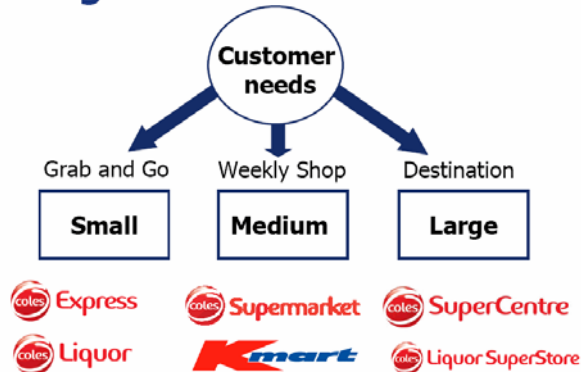 Customer
needs
Grab and Go
Weekly Shop
Destination
Small
Medium
Large
coles Express
coles Supermarket
coles SuperCentre
coles Liquor
Kmart
coles Liquor SuperStore